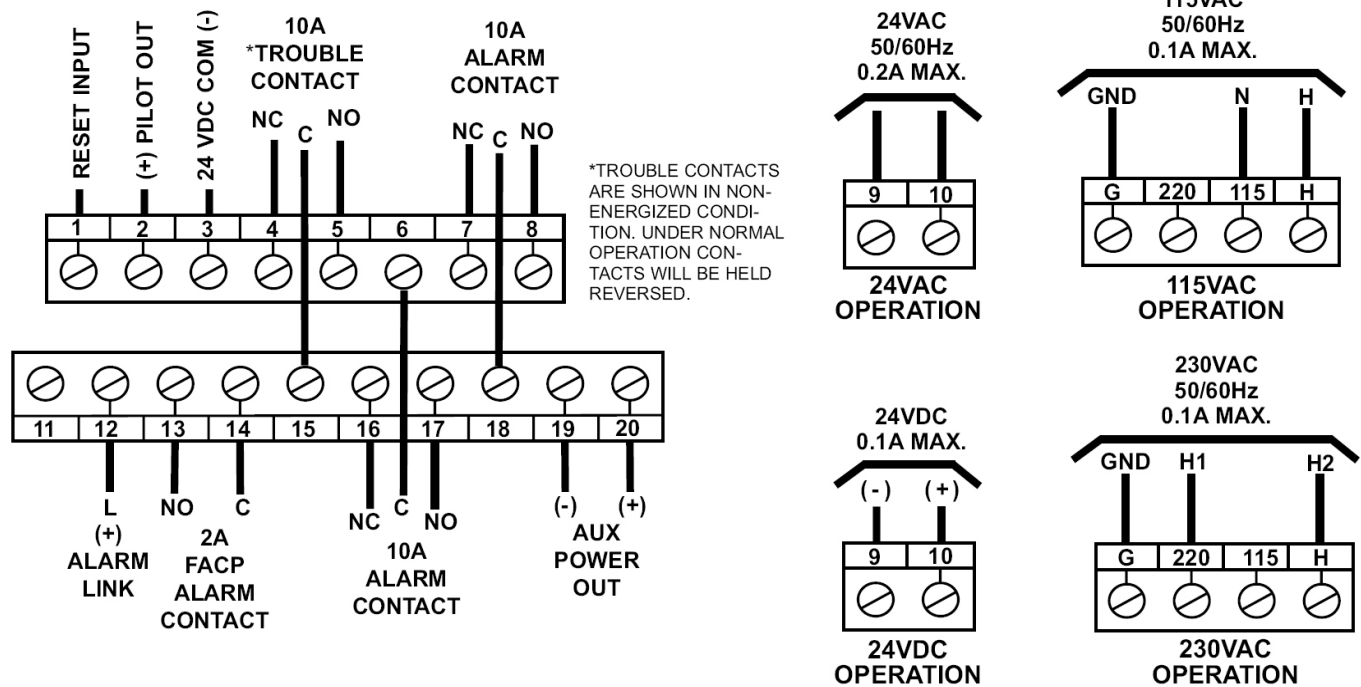 RESET INPUT
(+) PILOT OUT
24 VDC COM (-)
10A
*TROUBLE
CONTACT
NC C NO
10A
ALARM
CONTACT
NC C NO
1 2 3 4 5 6 7 8
*TROUBLE CONTACTS
ARE SHOWN IN NON-
ENERGIZED CONDI-
TION. UNDER NORMAL
OPERATION CON-
TACTS WILL BE HELD
REVERSED.
11 12 13 14 15 16 17 18 19 20
L
(+)
ALARM
LINK
NO C
2A
FACP
ALARM
CONTACT
NC C NO
10A
ALARM
CONTACT
(-) (+)
AUX
POWER
OUT
24VAC
50/60Hz
0.2A MAX.
9 10
24VAC
OPERATION
115VAC
50/60Hz
0.1A MAX.
GND N H
G 220 115 H
115VAC
OPERATION
24VDC
0.1A MAX.
(-) (+)
9 10
24VDC
OPERATION
230VAC
50/60Hz
0.1A MAX.
GND H1 H2
G 220 115 H
230VAC
OPERATION